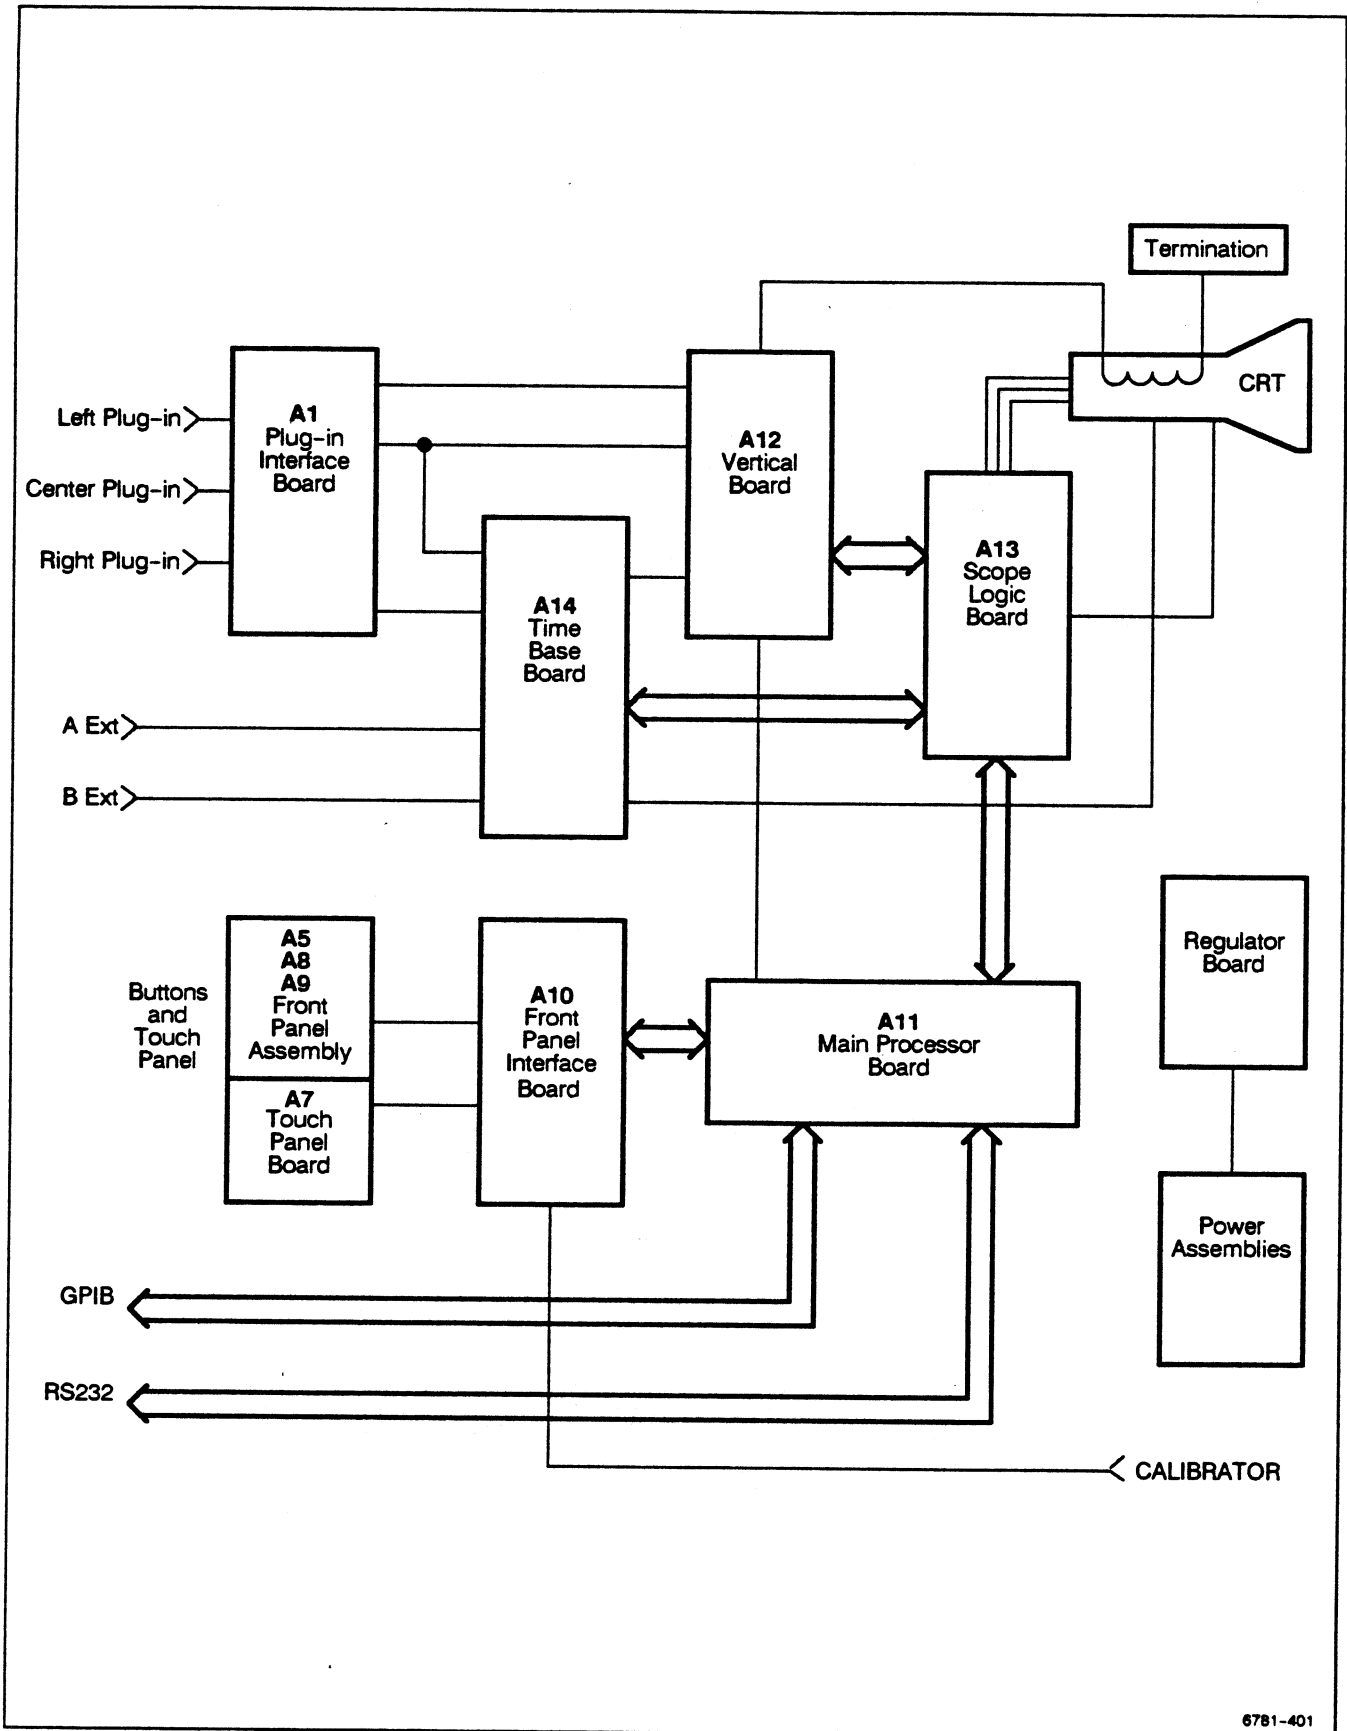 Termination
CRT
Left Plug-in
Center Plug-in
Right Plug-in
A1
Plug-in
Interface
Board
A12
Vertical
Board
A13
Scope
Logic
Board
A14
Time
Base
Board
A Ext
B Ext
Buttons
and
Touch
Panel
A5
A8
A9
Front
Panel
Assembly
A7
Touch
Panel
Board
A10
Front
Panel
Interface
Board
A11
Main Processor
Board
Regulator
Board
Power
Assemblies
GPIB
RS232
CALIBRATOR
6781-401